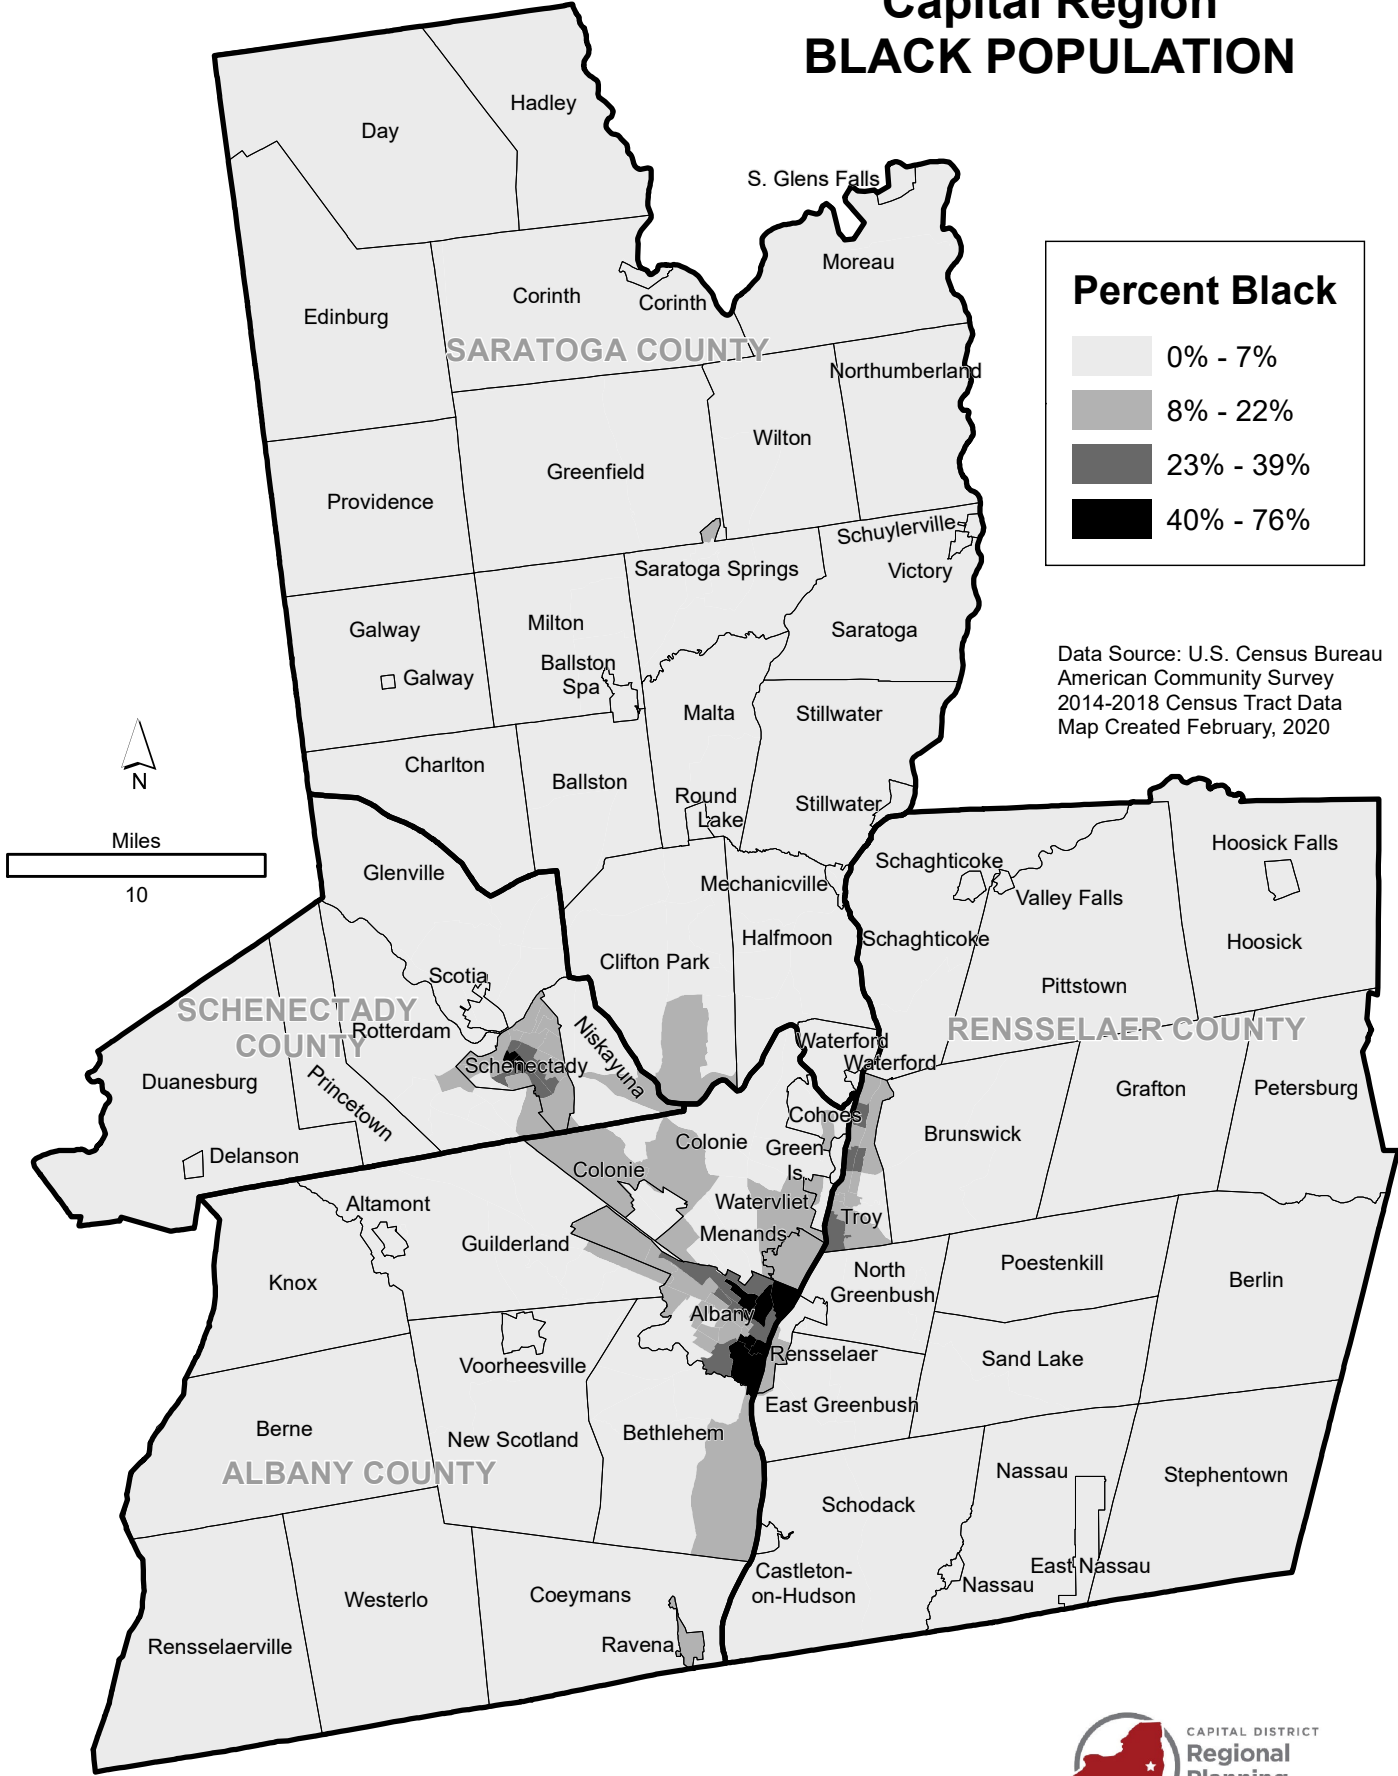 Capital Region
BLACK POPULATION
Hadley
Day
S. Glens Falls
Moreau
Percent Black
0% - 7%
8% - 22%
23% - 39%
40% - 76%
Corinth
Corinth
Edinburg
SARATOGA COUNTY
Northumberland
Wilton
Greenfield
Providence
Schuylerville
Victory
Saratoga Springs
Galway
Milton
Saratoga
Galway
Ballston
Spa
Malta
Stillwater
Data Source: U.S. Census Bureau
American Community Survey
2014-2018 Census Tract Data
Map Created February, 2020
N
Miles
10
Charlton
Ballston
Round
Lake
Stillwater
Glenville
Mechanicville
Schaghticoke
Hoosick Falls
Valley Falls
Halfmoon
Schaghticoke
Hoosick
Clifton Park
Scotia
Pittstown
SCHENECTADY
COUNTY
Rotterdam
Niskayuna
Waterford
Waterford
RENSSELAER COUNTY
Schenectady
Duanesburg
Princetown
Grafton
Petersburg
Cohoes
Brunswick
Delanson
Colonie
Green
Is.
Colonie
Altamont
Watervliet
Troy
Guilderland
Menands
Knox
North
Greenbush
Poestenkill
Berlin
Albany
Voorheesville
Rensselaer
Sand Lake
East Greenbush
Berne
New Scotland
Bethlehem
ALBANY COUNTY
Nassau
Stephentown
Schodack
Castleton-
on-Hudson
East Nassau
Nassau
Westerlo
Coeymans
Rensselaerville
Ravena
CAPITAL DISTRICT
Regional
Planning